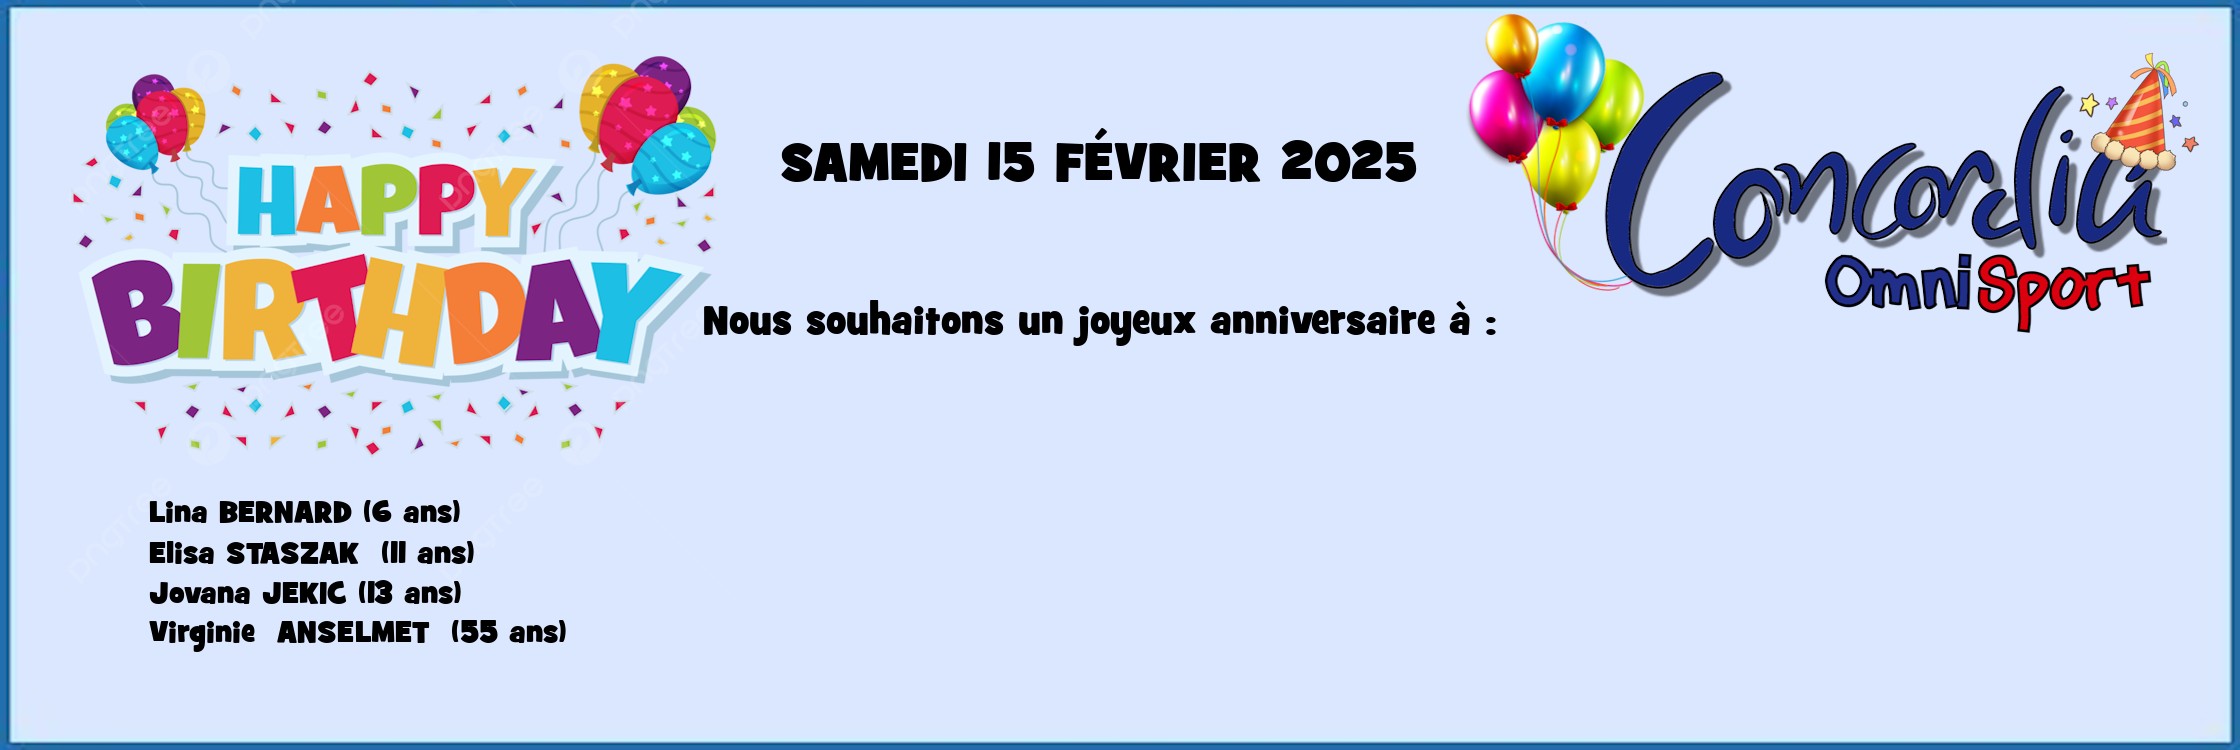 HAPPY
BIRTHDAY
SAMEDI 15 FÉVRIER 2025
Concordia
OmniSport
Nous souhaitons un joyeux anniversaire à :
Lina BERNARD (6 ans)
Elisa STASZAK (11 ans)
Jovana JEKIC (13 ans)
Virginie ANSELMET (55 ans)